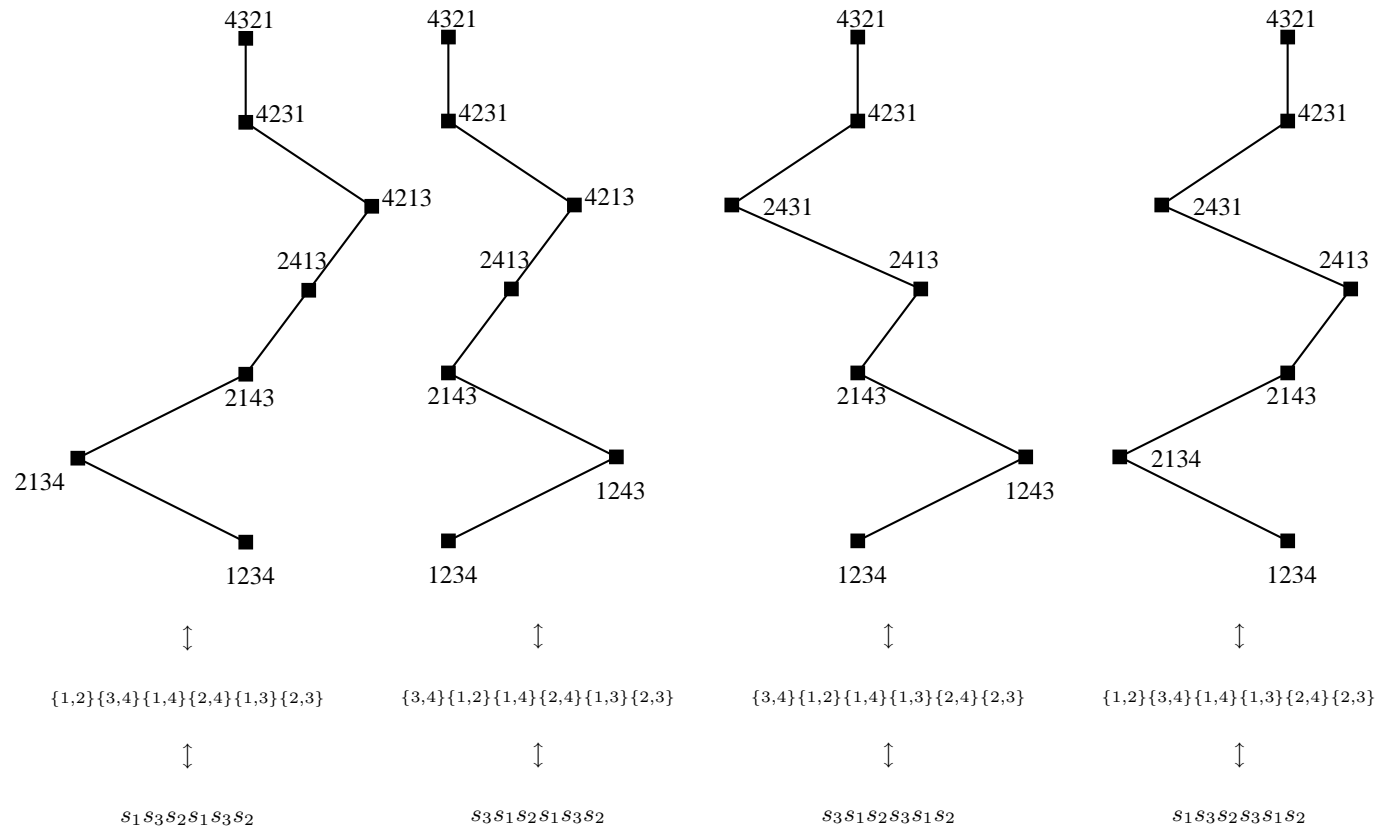 4321 4321 4321 4321
4231 4231 4231 4231
4213 4213 2431 2431
2413 2413 2413 2413
2143 2143 2143 2143
2134 1243 1243 2134
1234 1234 1234 1234
↕ ↕ ↕ ↕
{1,2}{3,4}{1,4}{2,4}{1,3}{2,3} {3,4}{1,2}{1,4}{2,4}{1,3}{2,3} {3,4}{1,2}{1,4}{1,3}{2,4}{2,3} {1,2}{3,4}{1,4}{1,3}{2,4}{2,3}
↕ ↕ ↕ ↕
s₁s₃s₂s₁s₃s₂ s₃s₁s₂s₁s₃s₂ s₃s₁s₂s₃s₁s₂ s₁s₃s₂s₃s₁s₂